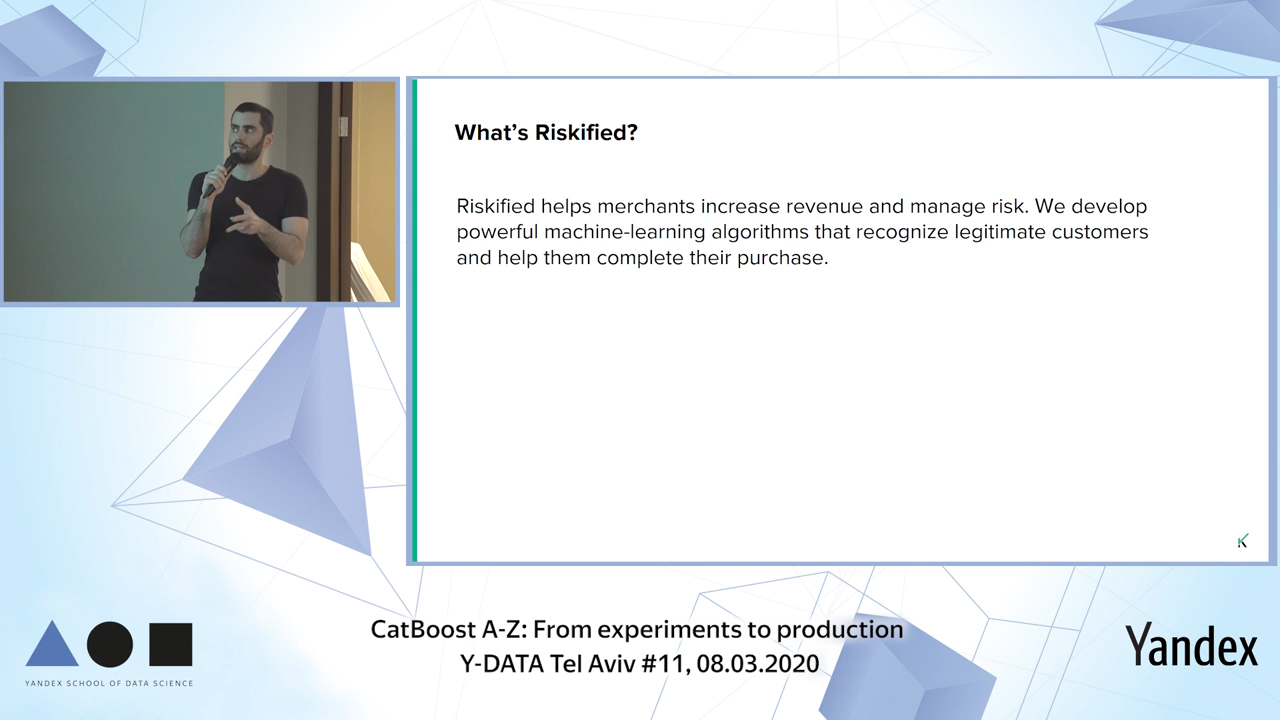 What's Riskified?
Riskified helps merchants increase revenue and manage risk. We develop
powerful machine-learning algorithms that recognize legitimate customers
and help them complete their purchase.
CatBoost A-Z: From experiments to production
Y-DATA Tel Aviv #11, 08.03.2020
YANDEX SCHOOL OF DATA SCIENCE
Yandex